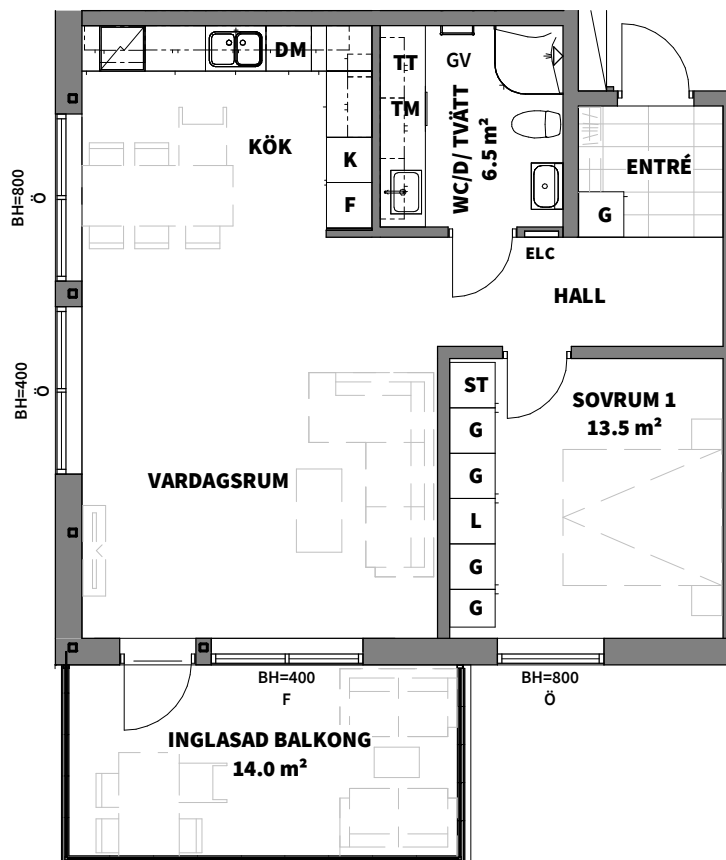 DM
KÖK
K
F
TT
TM
GV
WC/D/ TVÄTT
6.5 m²
ENTRÉ
G
ELC
HALL
BH=800
Ö
BH=400
Ö
ST
G
G
L
G
G
SOVRUM 1
13.5 m²
VARDAGSRUM
BH=400
F
BH=800
Ö
INGLASAD BALKONG
14.0 m²